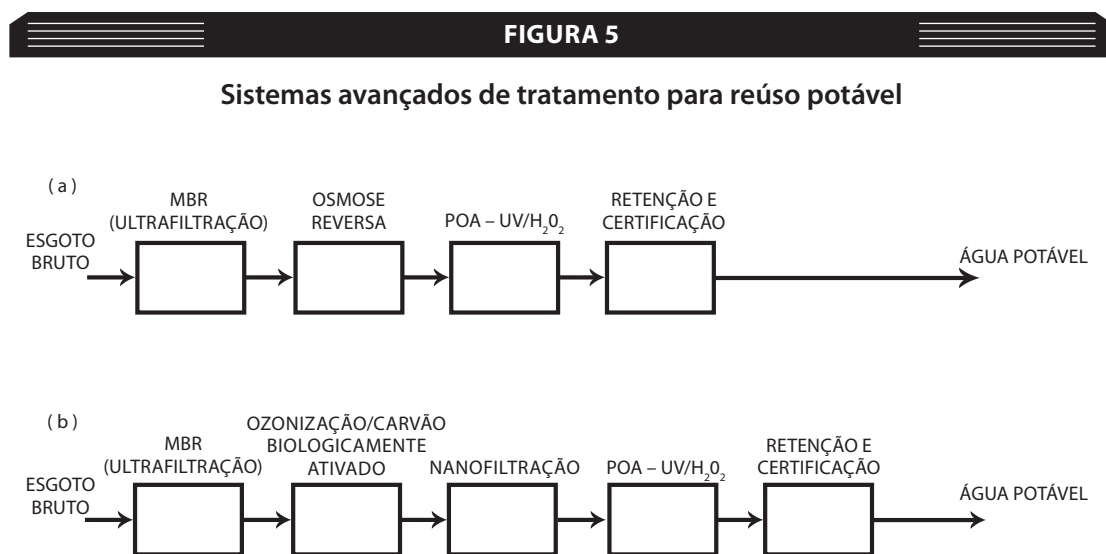 FIGURA 5
Sistemas avançados de tratamento para reúso potável
( a )
MBR
(ULTRAFILTRAÇÃO)
OSMOSE
REVERSA
POA – UV/H₂0₂
RETENÇÃO E
CERTIFICAÇÃO
ESGOTO
BRUTO
ÁGUA POTÁVEL
( b )
MBR
(ULTRAFILTRAÇÃO)
OZONIZAÇÃO/CARVÃO
BIOLOGICAMENTE
ATIVADO
NANOFILTRAÇÃO
POA – UV/H₂0₂
RETENÇÃO E
CERTIFICAÇÃO
ESGOTO
BRUTO
ÁGUA POTÁVEL